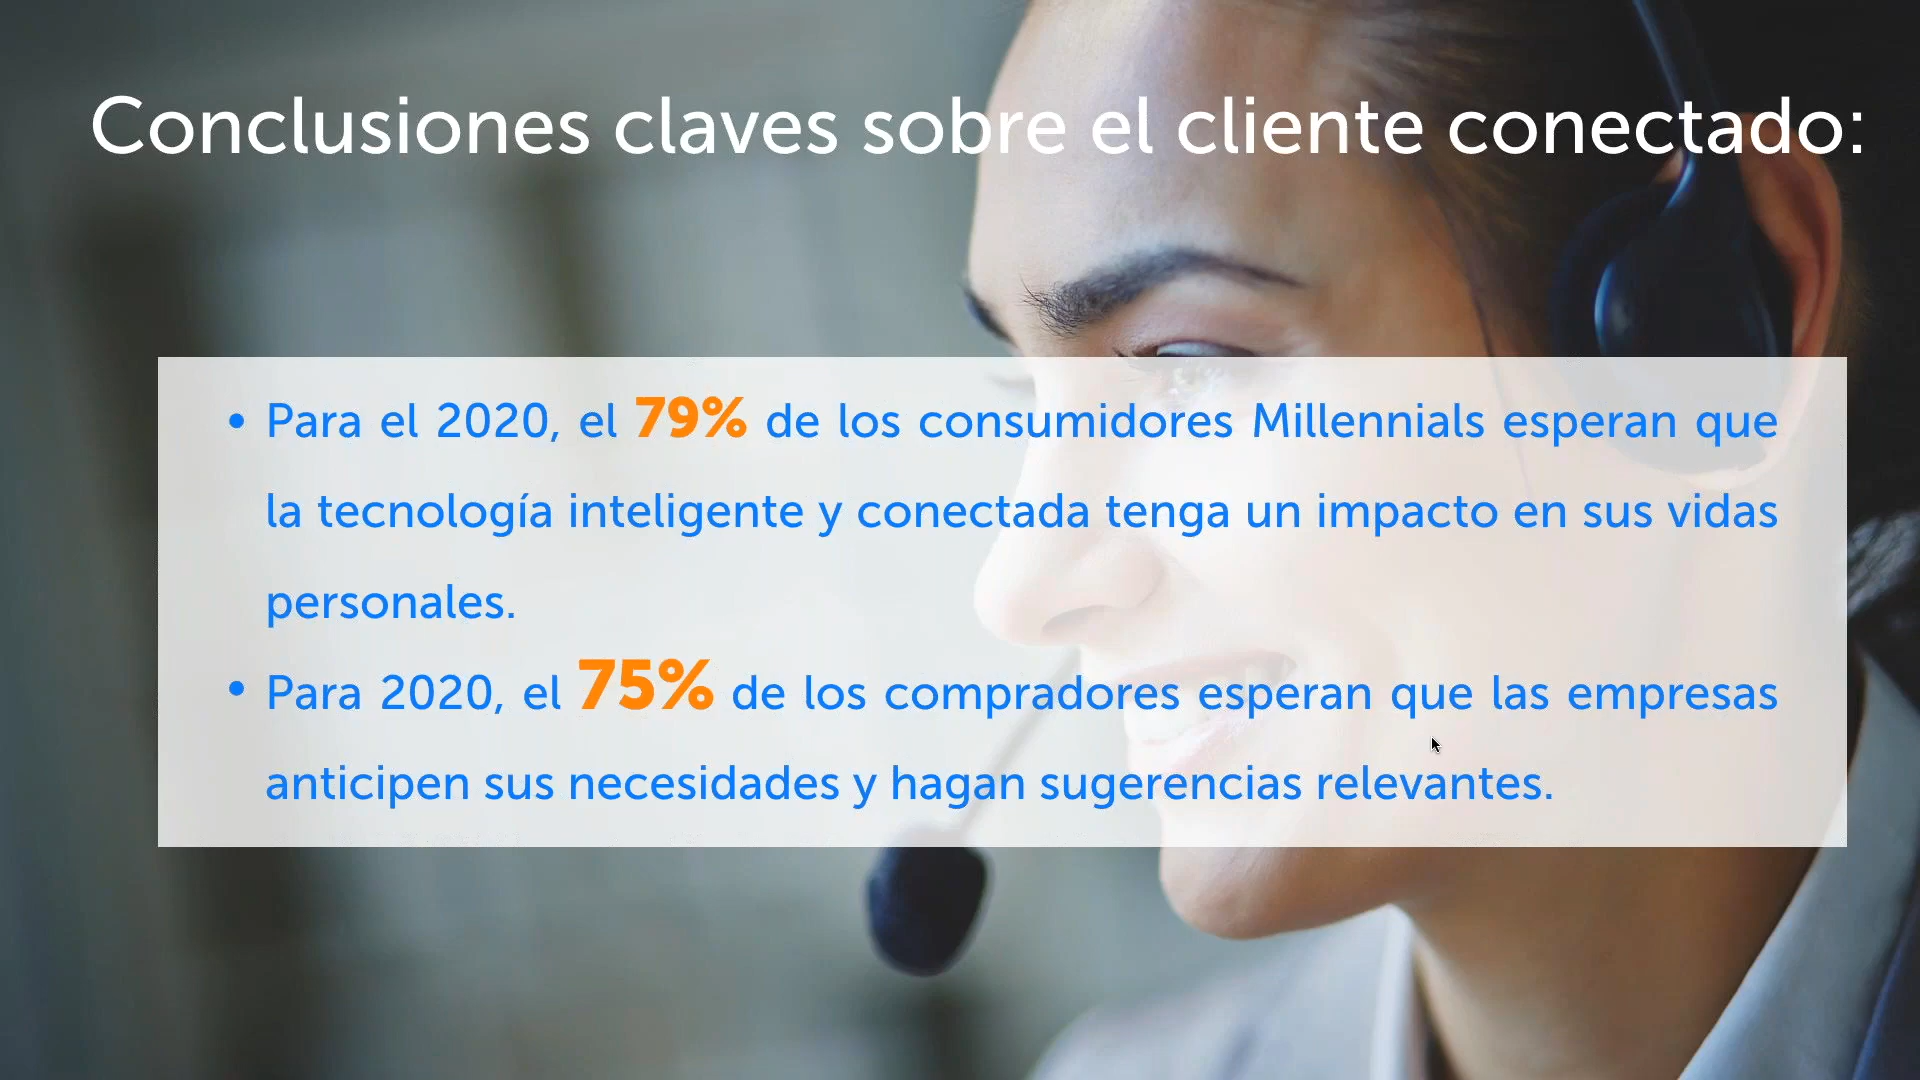 Conclusiones claves sobre el cliente conectado:
• Para el 2020, el 79% de los consumidores Millennials esperan que
la tecnología inteligente y conectada tenga un impacto en sus vidas
personales.
• Para 2020, el 75% de los compradores esperan que las empresas
anticipen sus necesidades y hagan sugerencias relevantes.